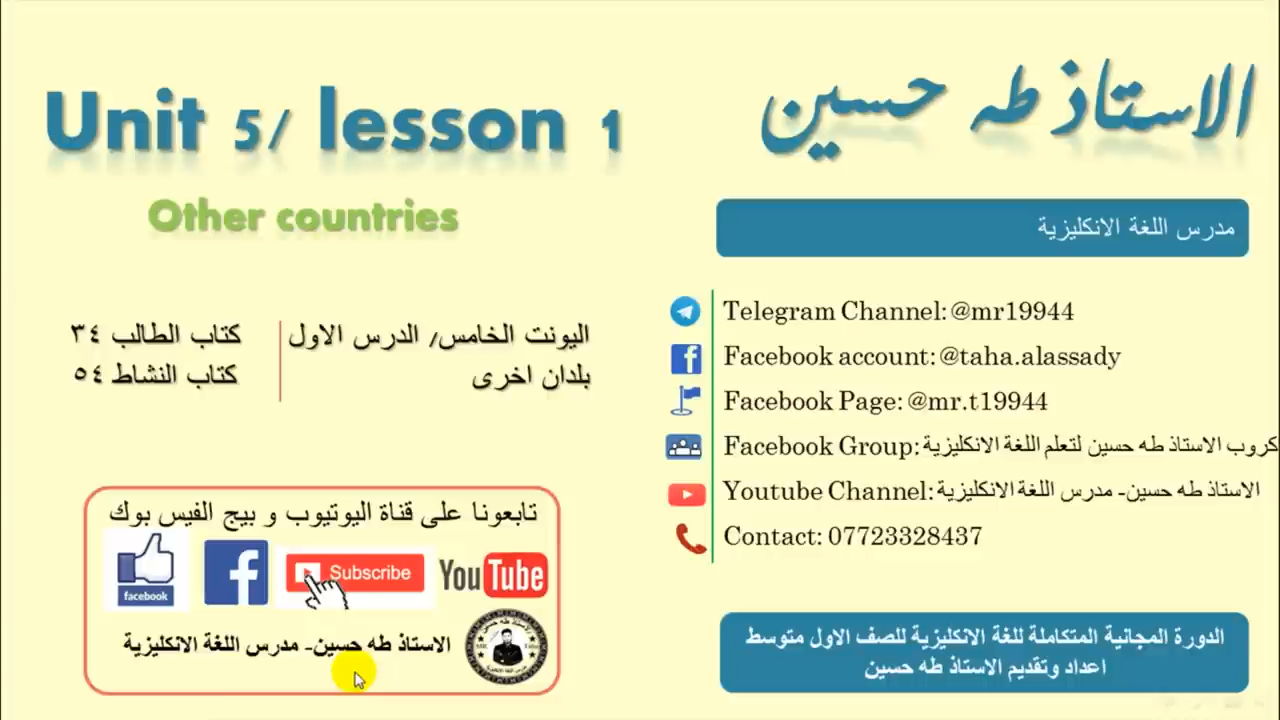 Unit 5/ lesson 1
Other countries
اليونت الخامس/ الدرس الاول
بلدان اخرى
كتاب الطالب ٣٤
كتاب النشاط ٥٤
تابعونا على قناة اليوتيوب و بيج الفيس بوك
facebook
Subscribe
YouTube
الاستاذ طه حسين- مدرس اللغة الانكليزية
الاستاذ طه حسين
مدرس اللغة الانكليزية
Telegram Channel: @mr19944
Facebook account: @taha.alassady
Facebook Page: @mr.t19944
Facebook Group: كروب الاستاذ طه حسين لتعلم اللغة الانكليزية
Youtube Channel: الاستاذ طه حسين- مدرس اللغة الانكليزية
Contact: 07723328437
الدورة المجانية المتكاملة للغة الانكليزية للصف الاول متوسط
اعداد وتقديم الاستاذ طه حسين